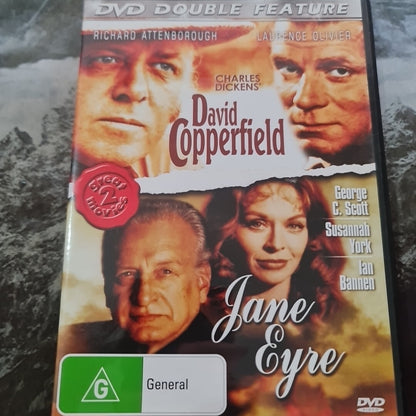 DVD DOUBLE FEATURE
RICHARD ATTENBOROUGH
LAURENCE OLIVIER
CHARLES
DICKENS'
David
Copperfield
Great
2
movies
George
C. Scott
Susannah
York
Ian
Bannen
Jane
Eyre
G
General
DVD
VIDEO